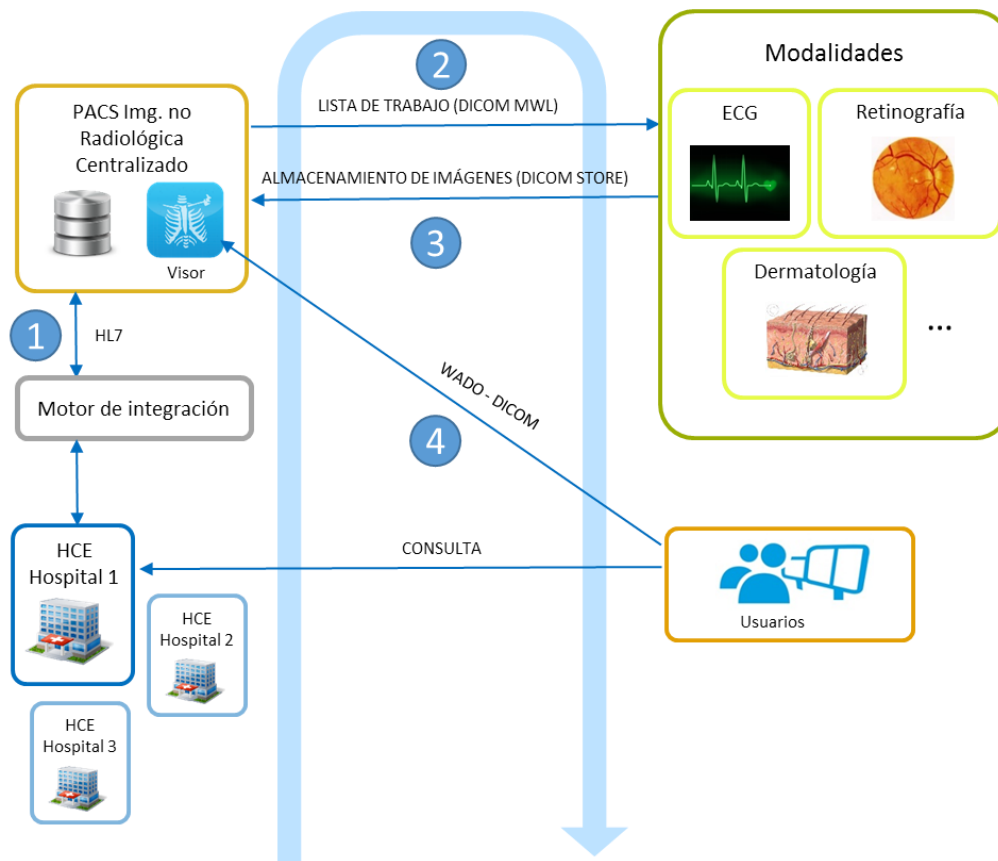 PACS Img. no
Radiológica
Centralizado
Visor
1
HL7
Motor de integración
HCE
Hospital 1
HCE
Hospital 2
HCE
Hospital 3
2
LISTA DE TRABAJO (DICOM MWL)
ALMACENAMIENTO DE IMÁGENES (DICOM STORE)
3
WADO - DICOM
4
CONSULTA
Modalidades
ECG
Retinografía
Dermatología
...
Usuarios